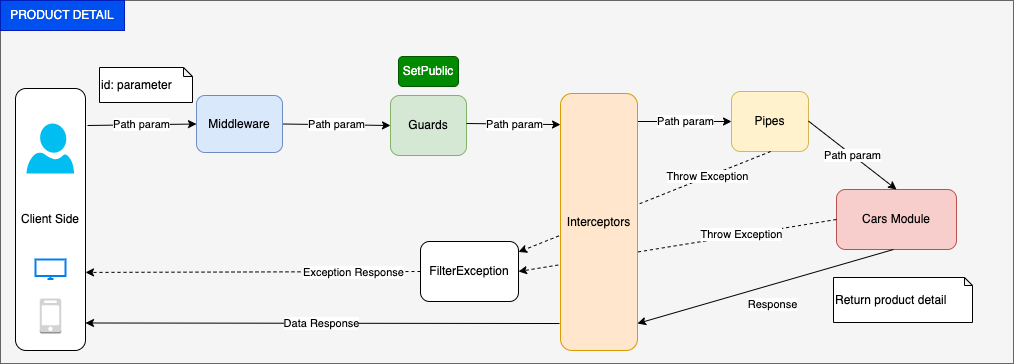 PRODUCT DETAIL
SetPublic
id: parameter
Path param
Middleware
Path param
Guards
Path param
Path param
Pipes
Path param
Throw Exception
Client Side
Interceptors
Cars Module
Throw Exception
Exception Response
FilterException
Response
Return product detail
Data Response